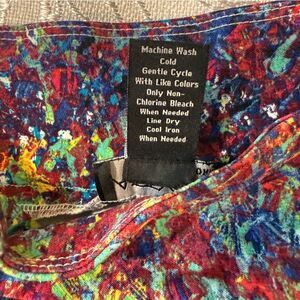 Machine Wash
Cold
Gentle Cycle
With Like Colors
Only Non-
Chlorine Bleach
When Needed
Line Dry
Cool Iron
When Needed